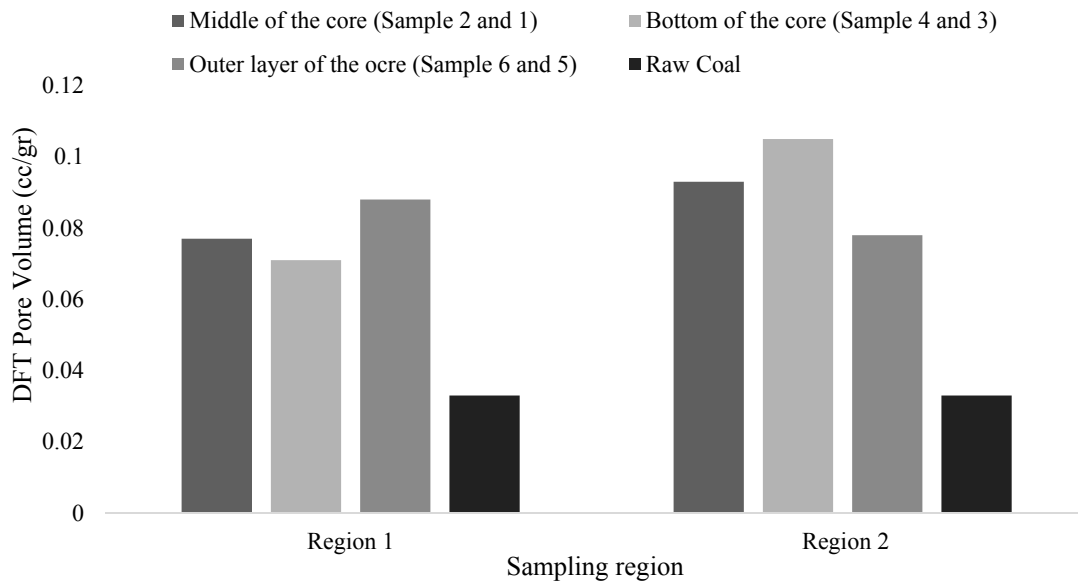 Middle of the core (Sample 2 and 1)
Bottom of the core (Sample 4 and 3)
Outer layer of the ocre (Sample 6 and 5)
Raw Coal
DFT Pore Volume (cc/gr)
0.12
0.1
0.08
0.06
0.04
0.02
0
Region 1
Region 2
Sampling region